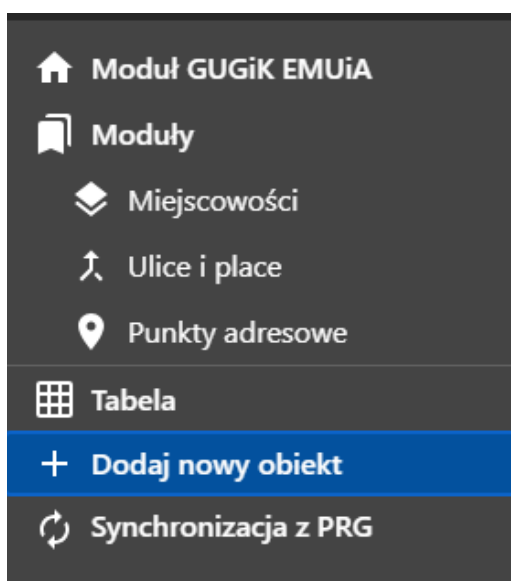 Moduł GUGiK EMUiA
Moduły
Miejscowości
Ulice i place
Punkty adresowe
Tabela
Dodaj nowy obiekt
Synchronizacja z PRG